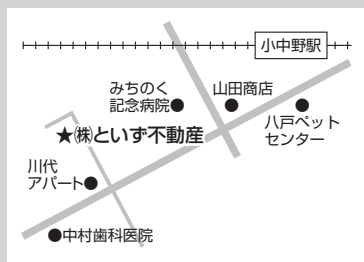 小中野駅
みちのく
記念病院
山田商店
八戸ペット
センター
★㈱といず不動産
川代
アパート
中村歯科医院